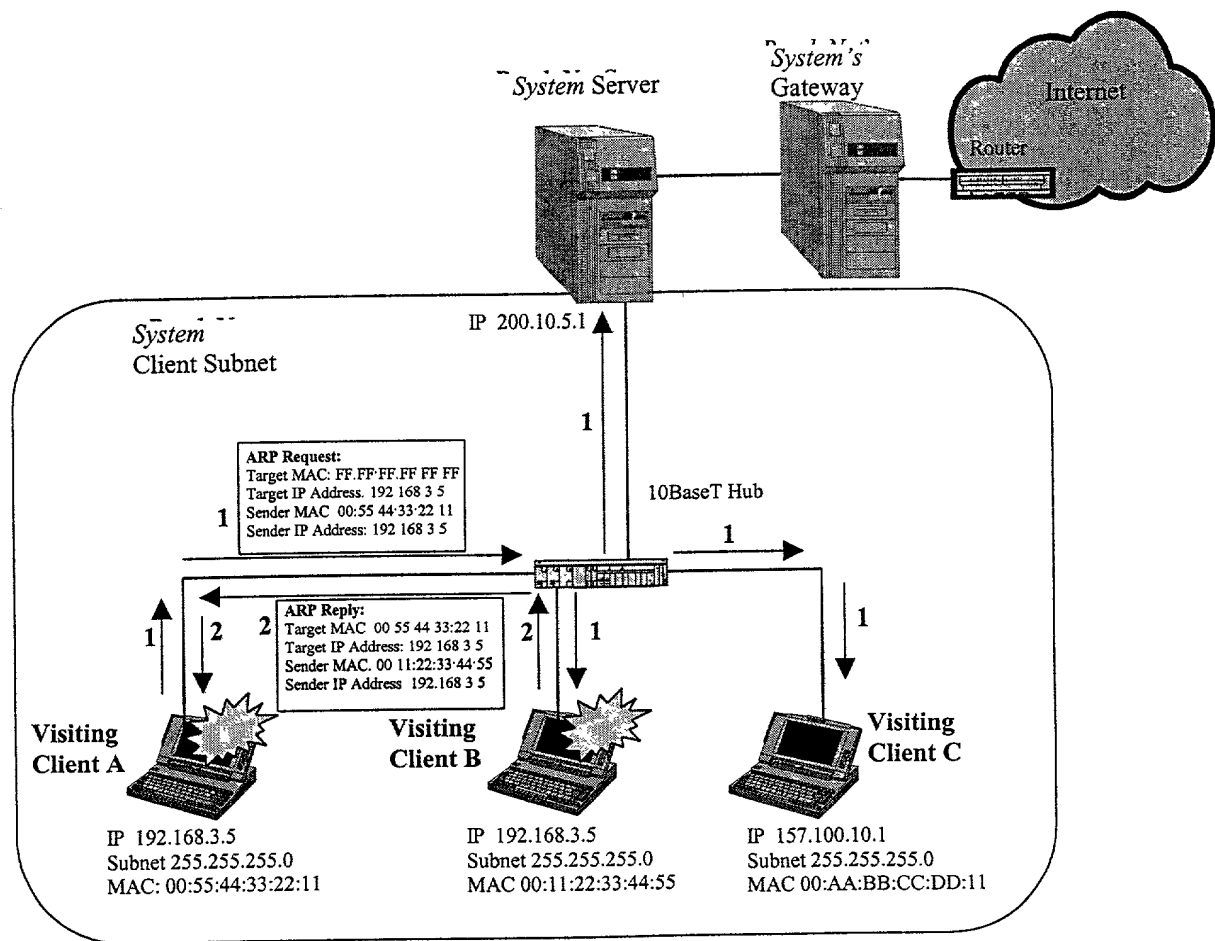 System Server
System's
Gateway
Internet
Router
System
Client Subnet
IP 200.10.5.1
1
ARP Request:
Target MAC: FF.FF·FF.FF FF FF
Target IP Address. 192 168 3 5
Sender MAC 00:55 44·33·22 11
Sender IP Address: 192 168 3 5
1
10BaseT Hub
1
ARP Reply:
Target MAC 00 55 44 33:22 11
Target IP Address: 192 168 3 5
Sender MAC. 00 11:22:33·44·55
Sender IP Address 192.168 3 5
1
2
2
2
1
1
Visiting
Client A
Visiting
Client B
Visiting
Client C
IP 192.168.3.5
Subnet 255.255.255.0
MAC: 00:55:44:33:22:11
IP 192.168.3.5
Subnet 255.255.255.0
MAC 00:11:22:33:44:55
IP 157.100.10.1
Subnet 255.255.255.0
MAC 00:AA:BB:CC:DD:11